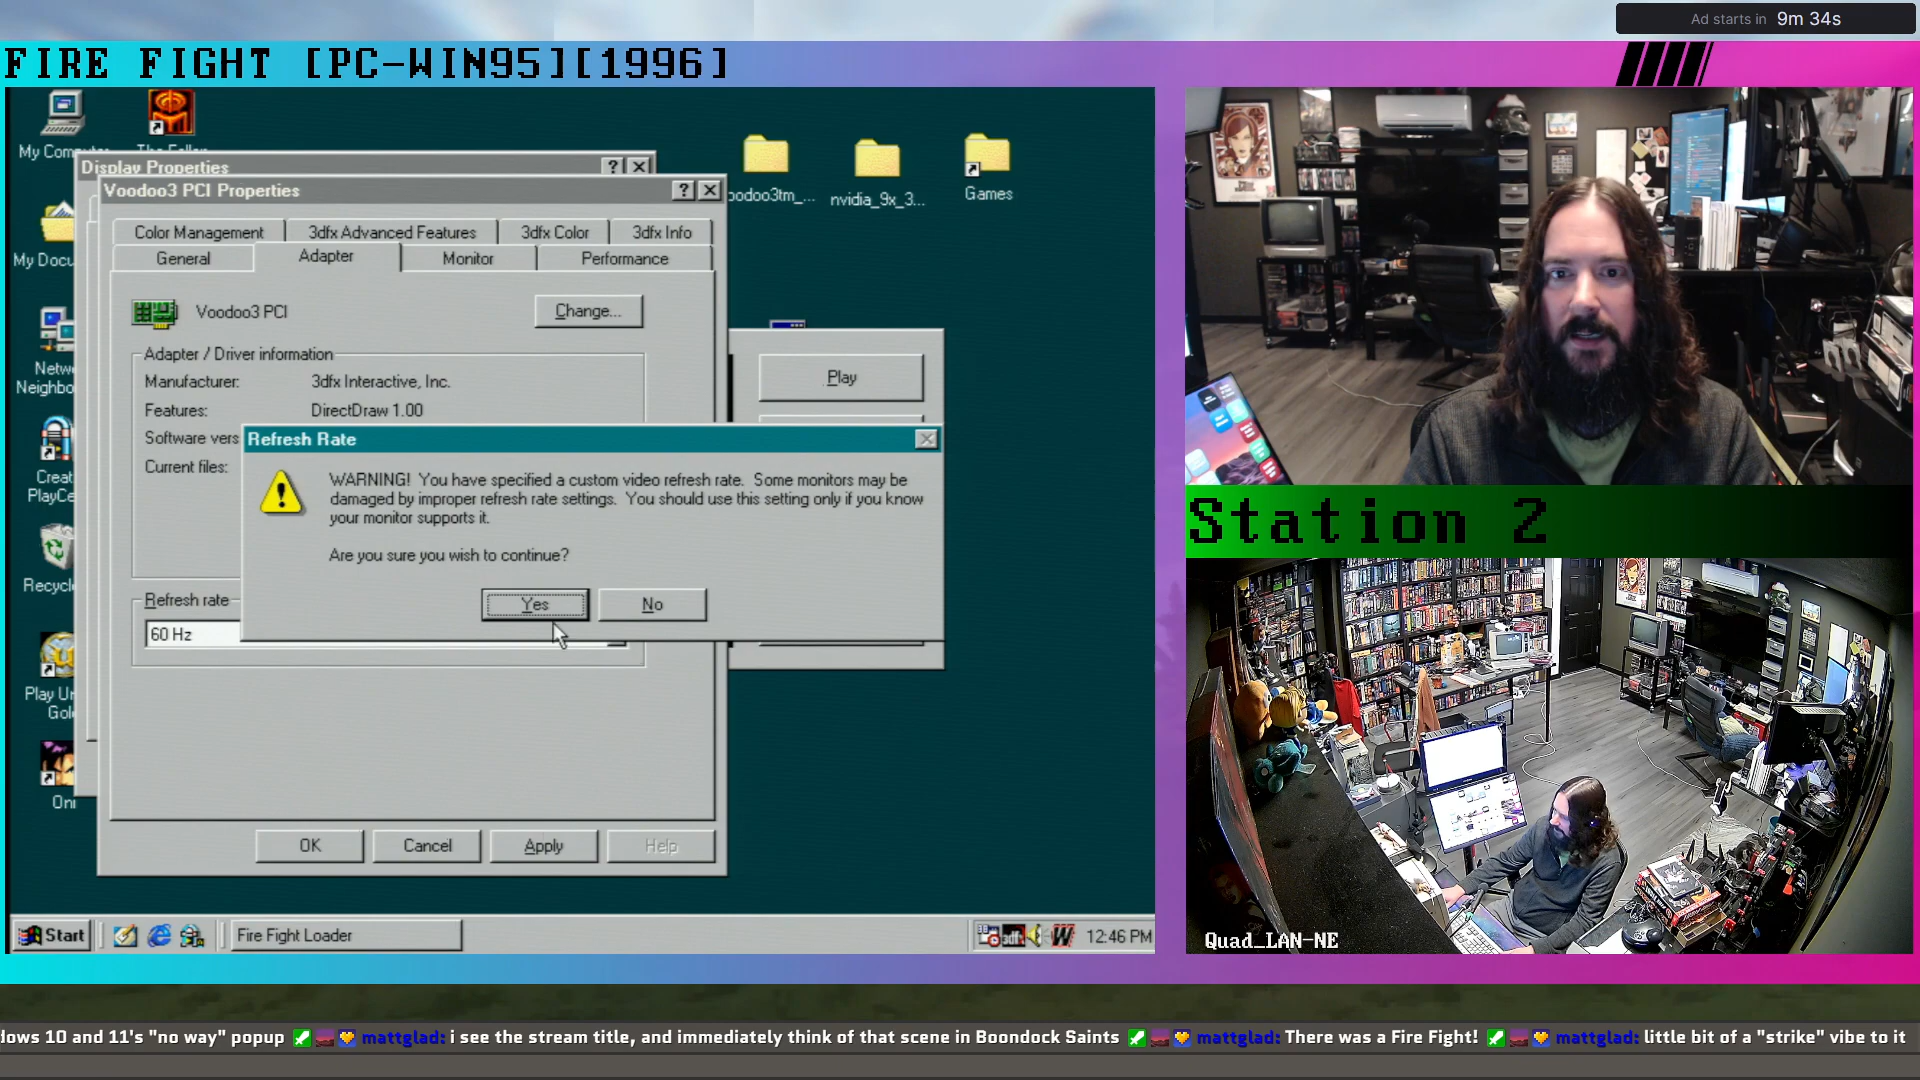 Ad starts in 9m 34s
FIRE FIGHT [PC-WIN95][1996]
My Comp
The Fallen
Display Properties
Voodoo3 PCI Properties
oodoo3tm_...
nvidia_9x_3...
Games
Color Management
3dfx Advanced Features
3dfx Color
3dfx Info
General
Adapter
Monitor
Performance
My Docu
Voodoo3 PCI
Change...
Adapter / Driver information
Manufacturer: 3dfx Interactive, Inc.
Features: DirectDraw 1.00
Software vers
Current files:
Play
Netw
Neighbo
Refresh Rate
WARNING! You have specified a custom video refresh rate. Some monitors may be
damaged by improper refresh rate settings. You should use this setting only if you know
your monitor supports it.
Are you sure you wish to continue?
Yes
No
Creat
PlayCe
Recycl
Refresh rate
60 Hz
Play Un
Gol
Oni
OK
Cancel
Apply
Help
Start
Fire Fight Loader
12:46 PM
Station 2
Quad_LAN-NE
dows 10 and 11's "no way" popup mattglad: i see the stream title, and immediately think of that scene in Boondock Saints mattglad: There was a Fire Fight! mattglad: little bit of a "strike" vibe to it